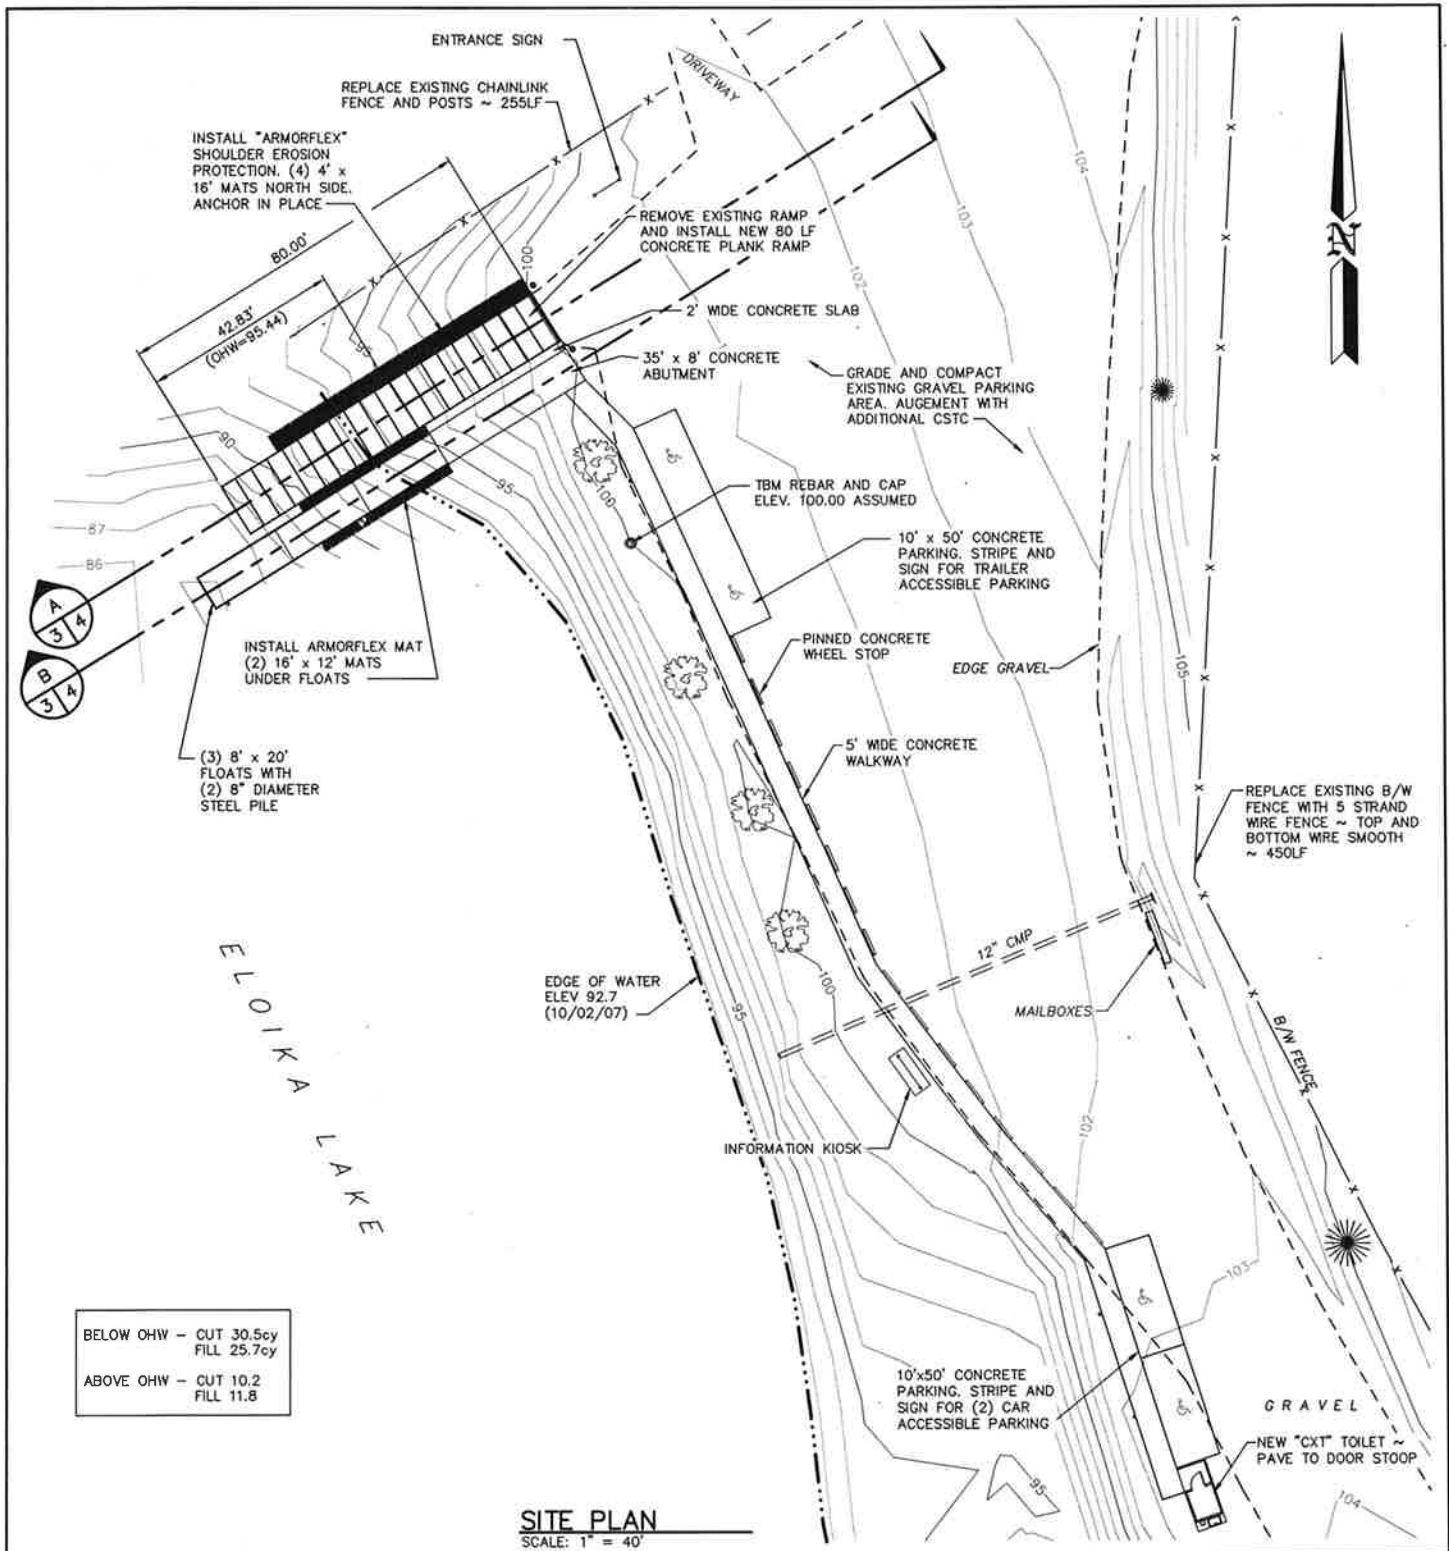 ENTRANCE SIGN
REPLACE EXISTING CHAINLINK
FENCE AND POSTS ~ 255LF
DRIVEWAY
INSTALL "ARMORFLEX"
SHOULDER EROSION
PROTECTION. (4) 4' x
16' MATS NORTH SIDE.
ANCHOR IN PLACE
80.00'
42.83'
(OHW=95.44)
REMOVE EXISTING RAMP
AND INSTALL NEW 80 LF
CONCRETE PLANK RAMP
2' WIDE CONCRETE SLAB
35' x 8' CONCRETE
ABUTMENT
GRADE AND COMPACT
EXISTING GRAVEL PARKING
AREA. AUGEMENT WITH
ADDITIONAL CSTC
TBM REBAR AND CAP
ELEV. 100.00 ASSUMED
10' x 50' CONCRETE
PARKING. STRIPE AND
SIGN FOR TRAILER
ACCESSIBLE PARKING
N
104
103
102
100
95
90
87
86
95
100
105
A
3 4
B
3 4
INSTALL ARMORFLEX MAT
(2) 16' x 12' MATS
UNDER FLOATS
(3) 8' x 20'
FLOATS WITH
(2) 8" DIAMETER
STEEL PILE
PINNED CONCRETE
WHEEL STOP
EDGE GRAVEL
5' WIDE CONCRETE
WALKWAY
REPLACE EXISTING B/W
FENCE WITH 5 STRAND
WIRE FENCE ~ TOP AND
BOTTOM WIRE SMOOTH
~ 450LF
ELOIKA LAKE
EDGE OF WATER
ELEV 92.7
(10/02/07)
95
100
12" CMP
MAILBOXES
B/W FENCE
INFORMATION KIOSK
102
103
BELOW OHW – CUT 30.5cy
FILL 25.7cy
ABOVE OHW – CUT 10.2
FILL 11.8
10'x50' CONCRETE
PARKING. STRIPE AND
SIGN FOR (2) CAR
ACCESSIBLE PARKING
GRAVEL
NEW "CXT" TOILET ~
PAVE TO DOOR STOOP
95
104
SITE PLAN
SCALE: 1" = 40'